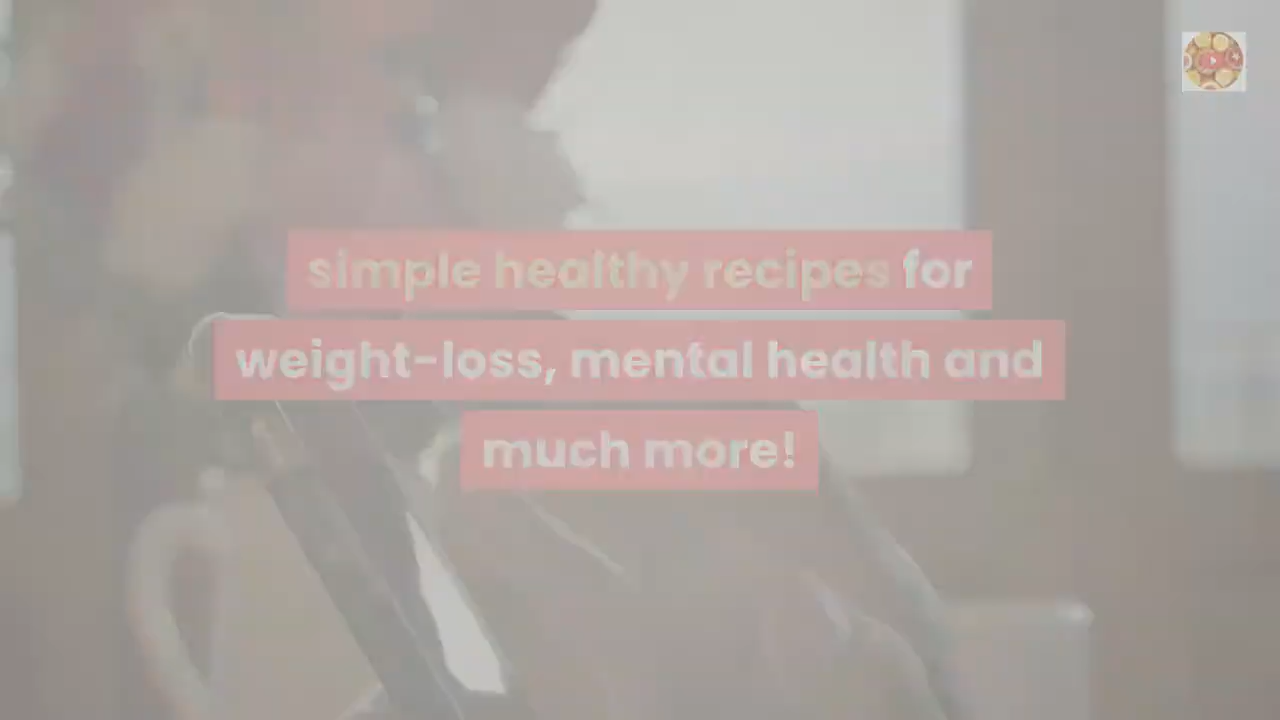 simple healthy recipes for
weight-loss, mental health and
much more!